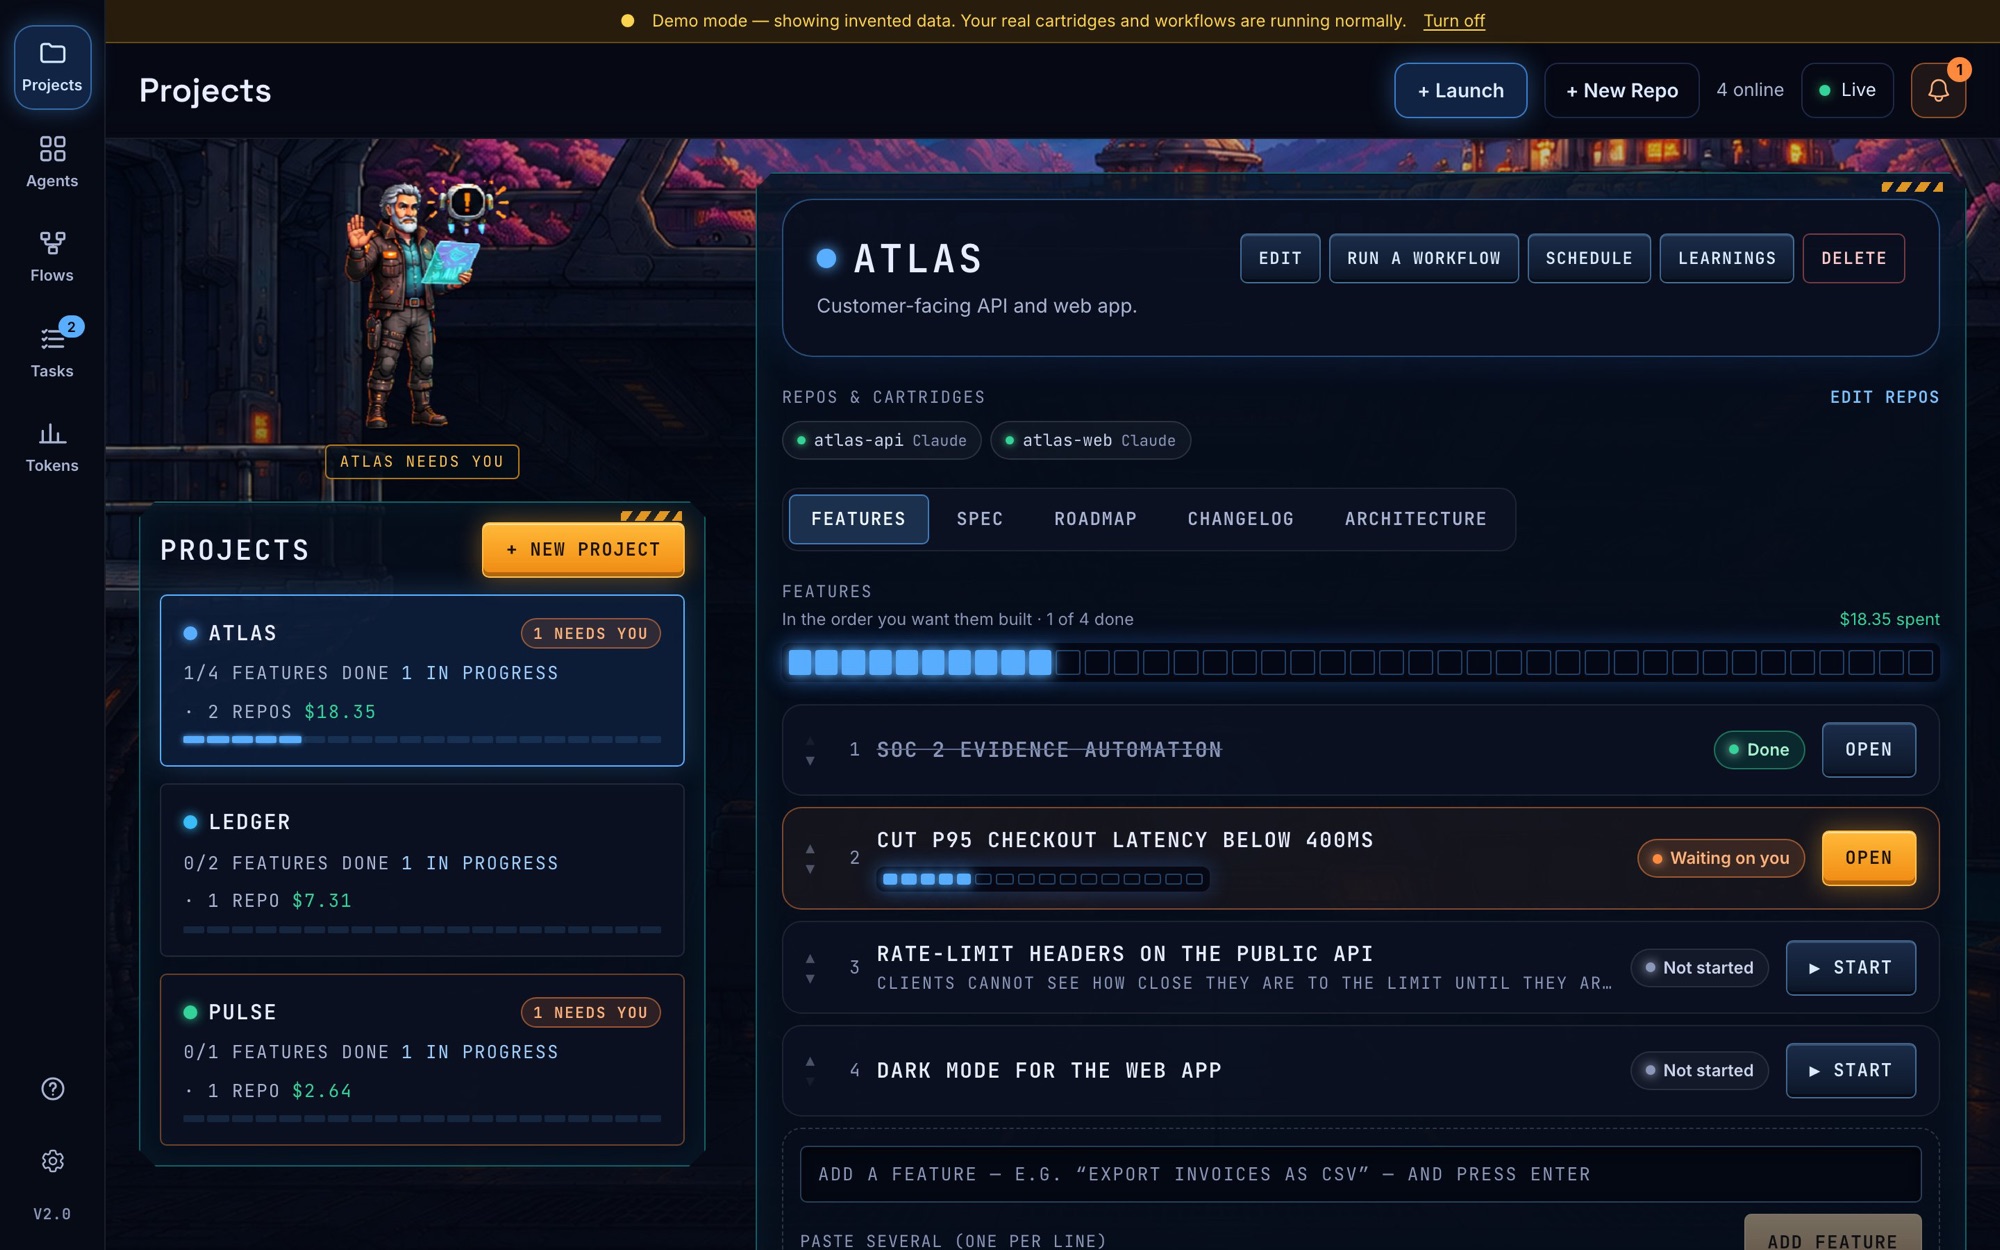 Demo mode — showing invented data. Your real cartridges and workflows are running normally. Turn off
Projects
Agents
Flows
2
Tasks
Tokens
V2.0
Projects
+ Launch
+ New Repo
4 online
Live
1
!
ATLAS NEEDS YOU
PROJECTS
+ NEW PROJECT
ATLAS
1 NEEDS YOU
1/4 FEATURES DONE 1 IN PROGRESS
· 2 REPOS $18.35
LEDGER
0/2 FEATURES DONE 1 IN PROGRESS
· 1 REPO $7.31
PULSE
1 NEEDS YOU
0/1 FEATURES DONE 1 IN PROGRESS
· 1 REPO $2.64
ATLAS
EDIT
RUN A WORKFLOW
SCHEDULE
LEARNINGS
DELETE
Customer-facing API and web app.
REPOS & CARTRIDGES
EDIT REPOS
atlas-api Claude
atlas-web Claude
FEATURES
SPEC
ROADMAP
CHANGELOG
ARCHITECTURE
FEATURES
In the order you want them built · 1 of 4 done
$18.35 spent
1 SOC 2 EVIDENCE AUTOMATION
Done
OPEN
2 CUT P95 CHECKOUT LATENCY BELOW 400MS
Waiting on you
OPEN
3 RATE-LIMIT HEADERS ON THE PUBLIC API
CLIENTS CANNOT SEE HOW CLOSE THEY ARE TO THE LIMIT UNTIL THEY AR…
Not started
▶ START
4 DARK MODE FOR THE WEB APP
Not started
▶ START
ADD A FEATURE — E.G. “EXPORT INVOICES AS CSV” — AND PRESS ENTER
PASTE SEVERAL (ONE PER LINE)
ADD FEATURE